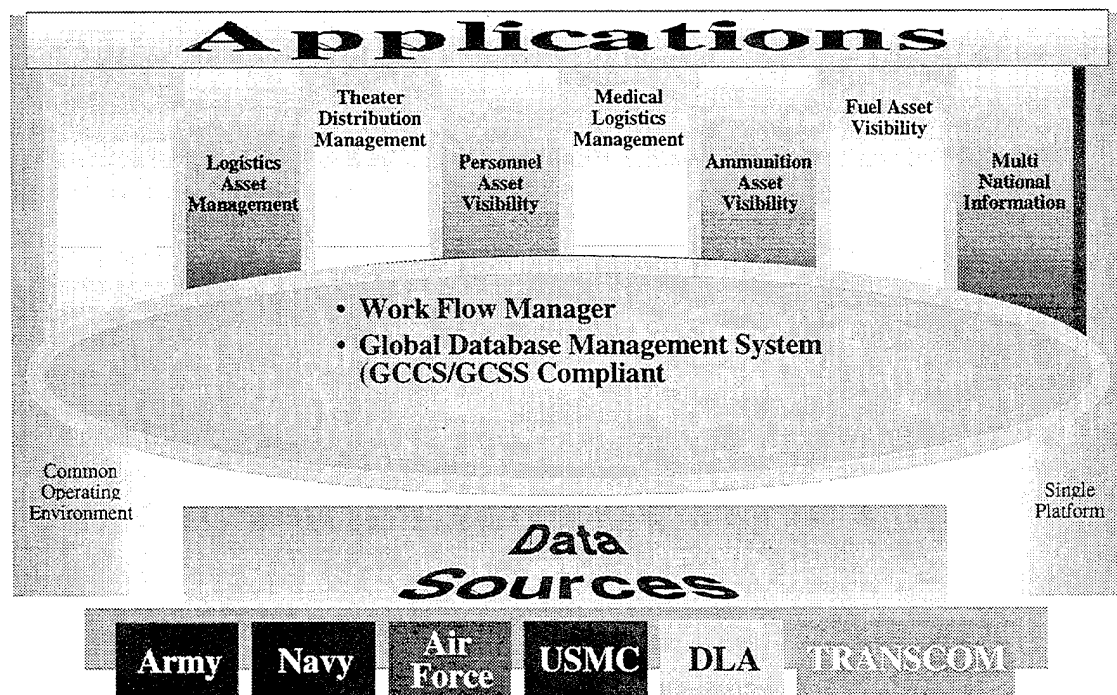 Applications
Theater
Distribution
Management
Medical
Logistics
Management
Fuel Asset
Visibility
Logistics
Asset
Management
Personnel
Asset
Visibility
Ammunition
Asset
Visibility
Multi
National
Information
• Work Flow Manager
• Global Database Management System
(GCCS/GCSS Compliant
Common
Operating
Environment
Single
Platform
Data
Sources
Army
Navy
Air
Force
USMC
DLA
TRANSCOM